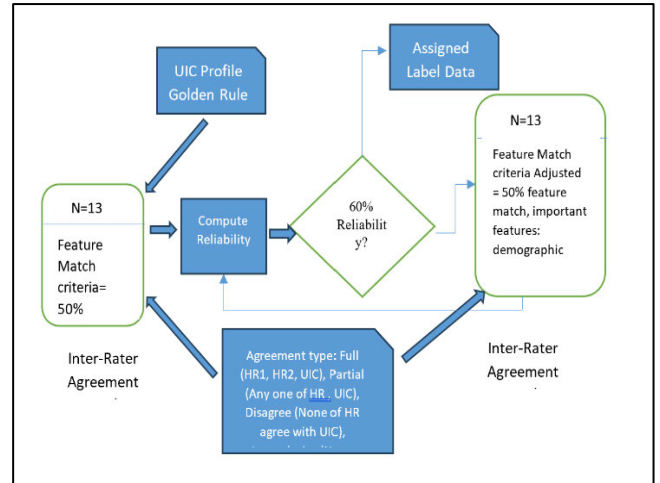 UIC Profile
Golden Rule
Assigned
Label Data
N=13
Feature
Match
criteria=
50%
Compute
Reliability
60%
Reliabilit
y?
N=13
Feature Match
criteria Adjusted
= 50% feature
match, important
features:
demographic
Inter-Rater
Agreement
Agreement type: Full
(HR1, HR2, UIC), Partial
(Any one of HR , UIC),
Disagree (None of HR
agree with UIC),
Inter-Rater
Agreement